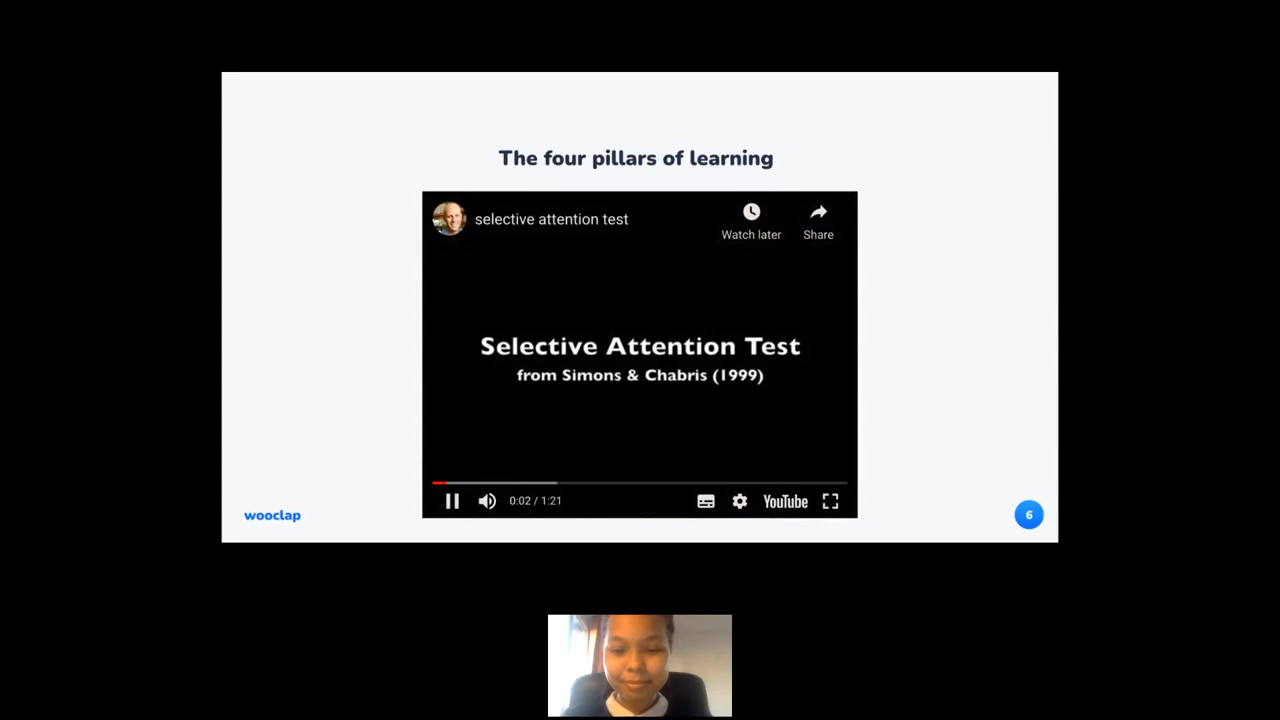 The four pillars of learning
selective attention test
Watch later
Share
Selective Attention Test
from Simons & Chabris (1999)
0:02 / 1:21
YouTube
wooclap
6